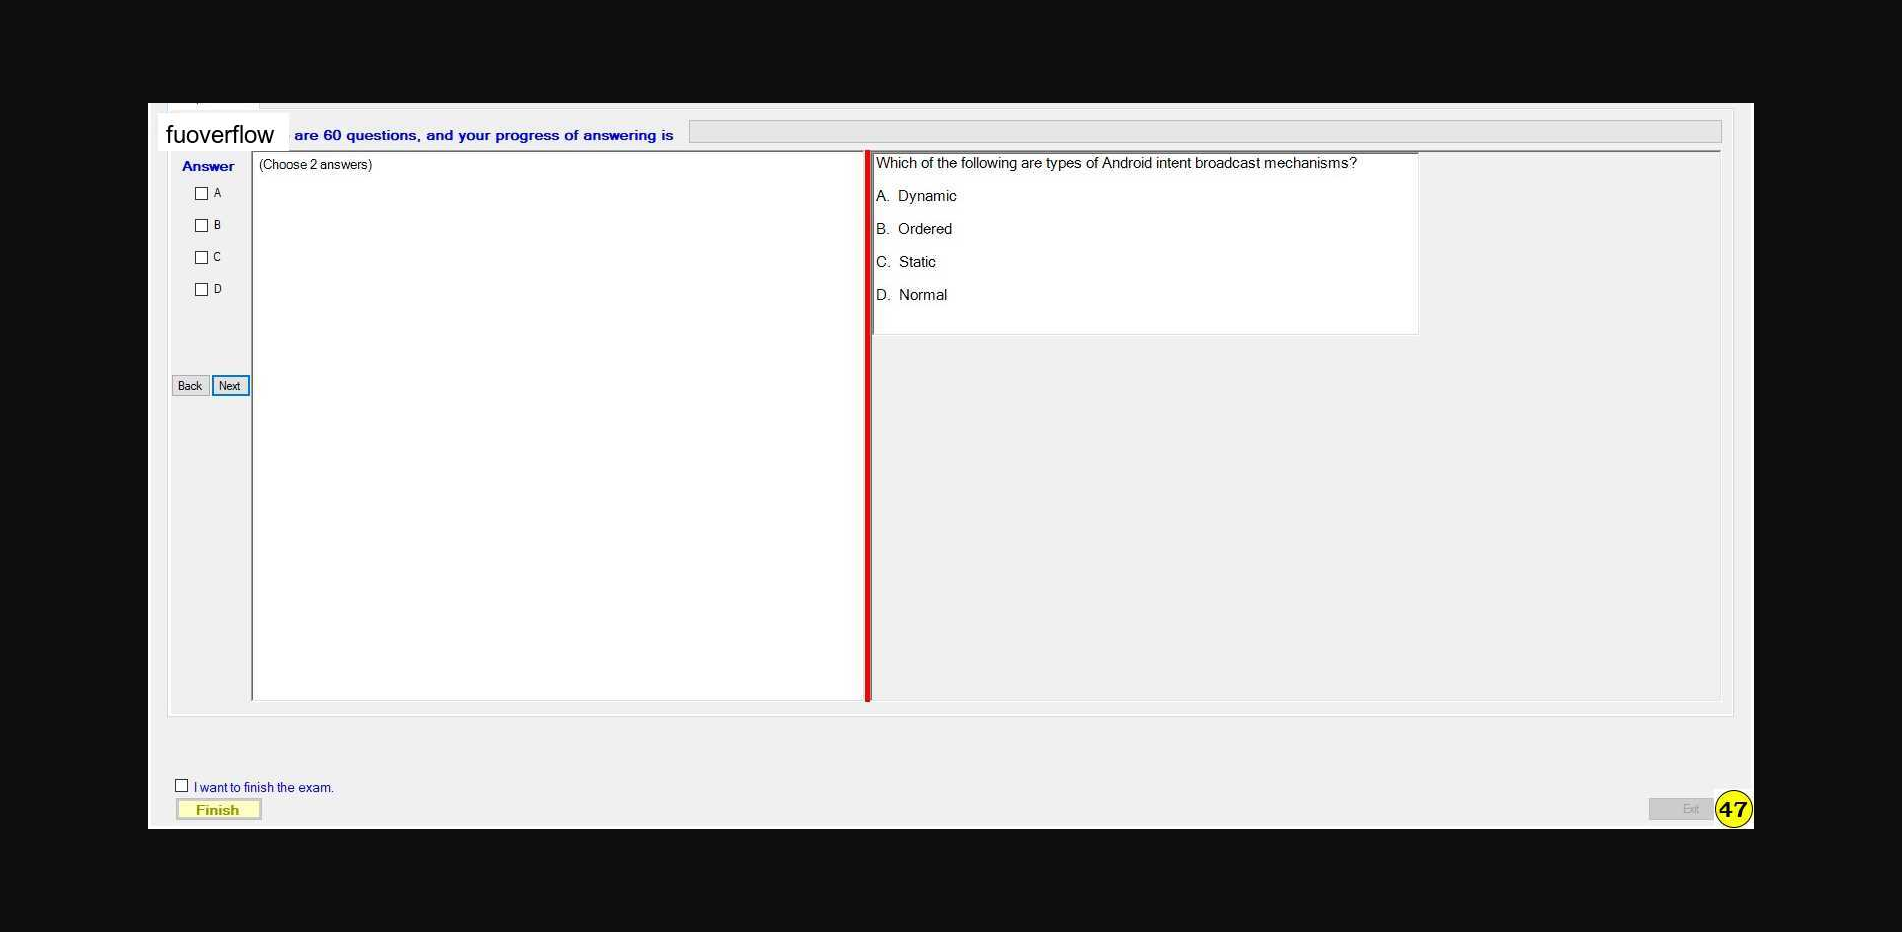 fuoverflow are 60 questions, and your progress of answering is
Answer
A
B
C
D
Back Next
(Choose 2 answers)
Which of the following are types of Android intent broadcast mechanisms?
A. Dynamic
B. Ordered
C. Static
D. Normal
I want to finish the exam.
Finish
Exit
47